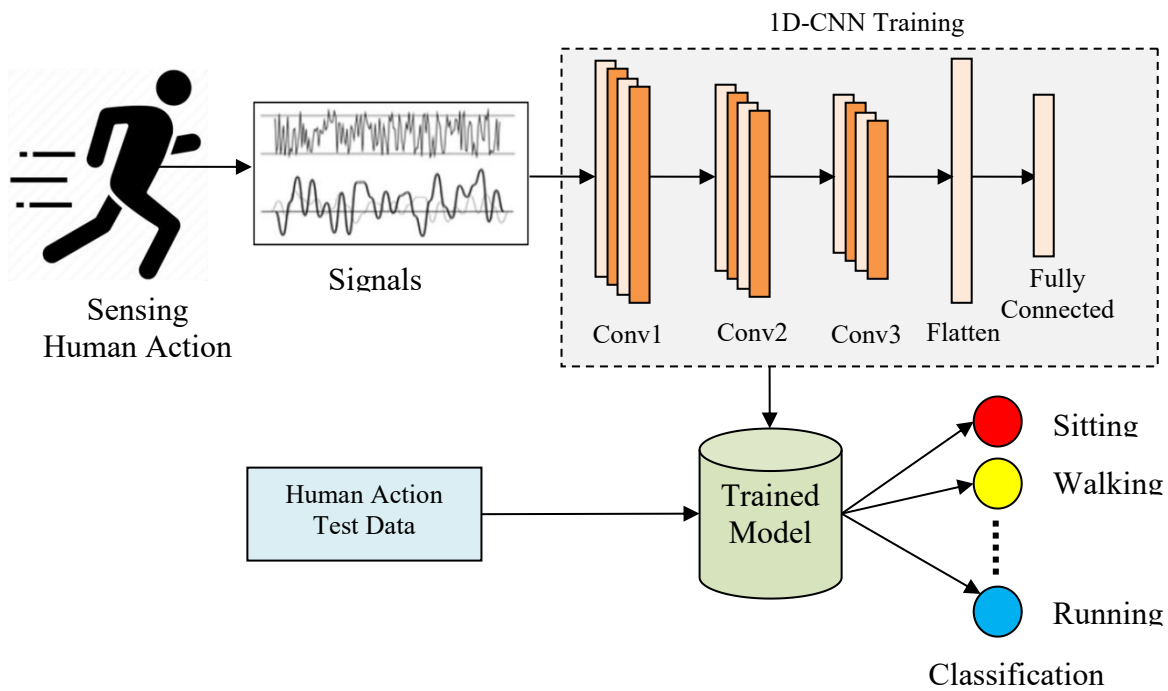 1D-CNN Training
Signals
Sensing
Human Action
Conv1
Conv2
Conv3
Flatten
Fully
Connected
Human Action
Test Data
Trained
Model
Sitting
Walking
Running
Classification